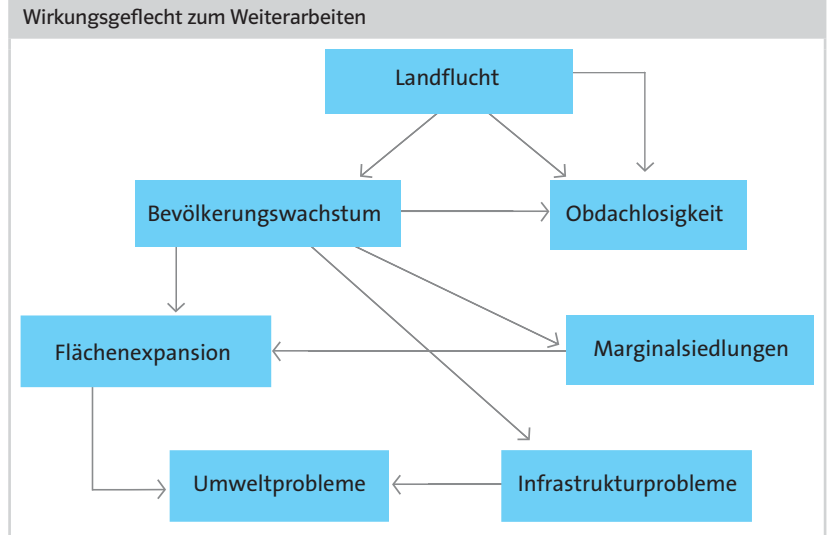 Wirkungsgeflecht zum Weiterarbeiten
Landflucht
Bevölkerungswachstum
Obdachlosigkeit
Flächenexpansion
Marginalsiedlungen
Umweltprobleme
Infrastrukturprobleme